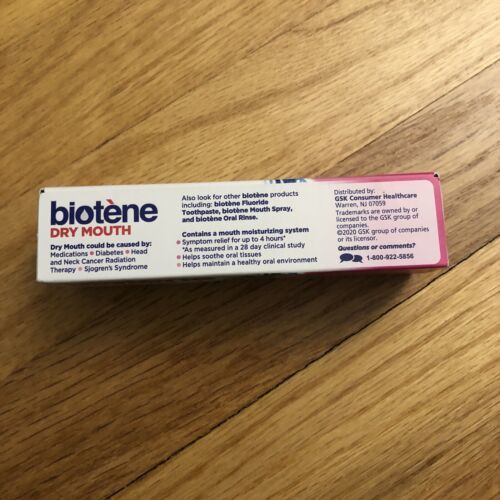 biotène
DRY MOUTH
Dry Mouth could be caused by:
Medications • Diabetes • Head
and Neck Cancer Radiation
Therapy • Sjogren's Syndrome
Also look for other biotène products
including: biotène Fluoride
Toothpaste, biotène Mouth Spray,
and biotène Oral Rinse.
Contains a mouth moisturizing system
• Symptom relief for up to 4 hours*
*As measured in a 28 day clinical study
• Helps soothe oral tissues
• Helps maintain a healthy oral environment
Distributed by:
GSK Consumer Healthcare
Warren, NJ 07059
Trademarks are owned by or
licensed to the GSK group of
companies.
©2020 GSK group of companies
or its licensor.
Questions or comments?
1-800-922-5856